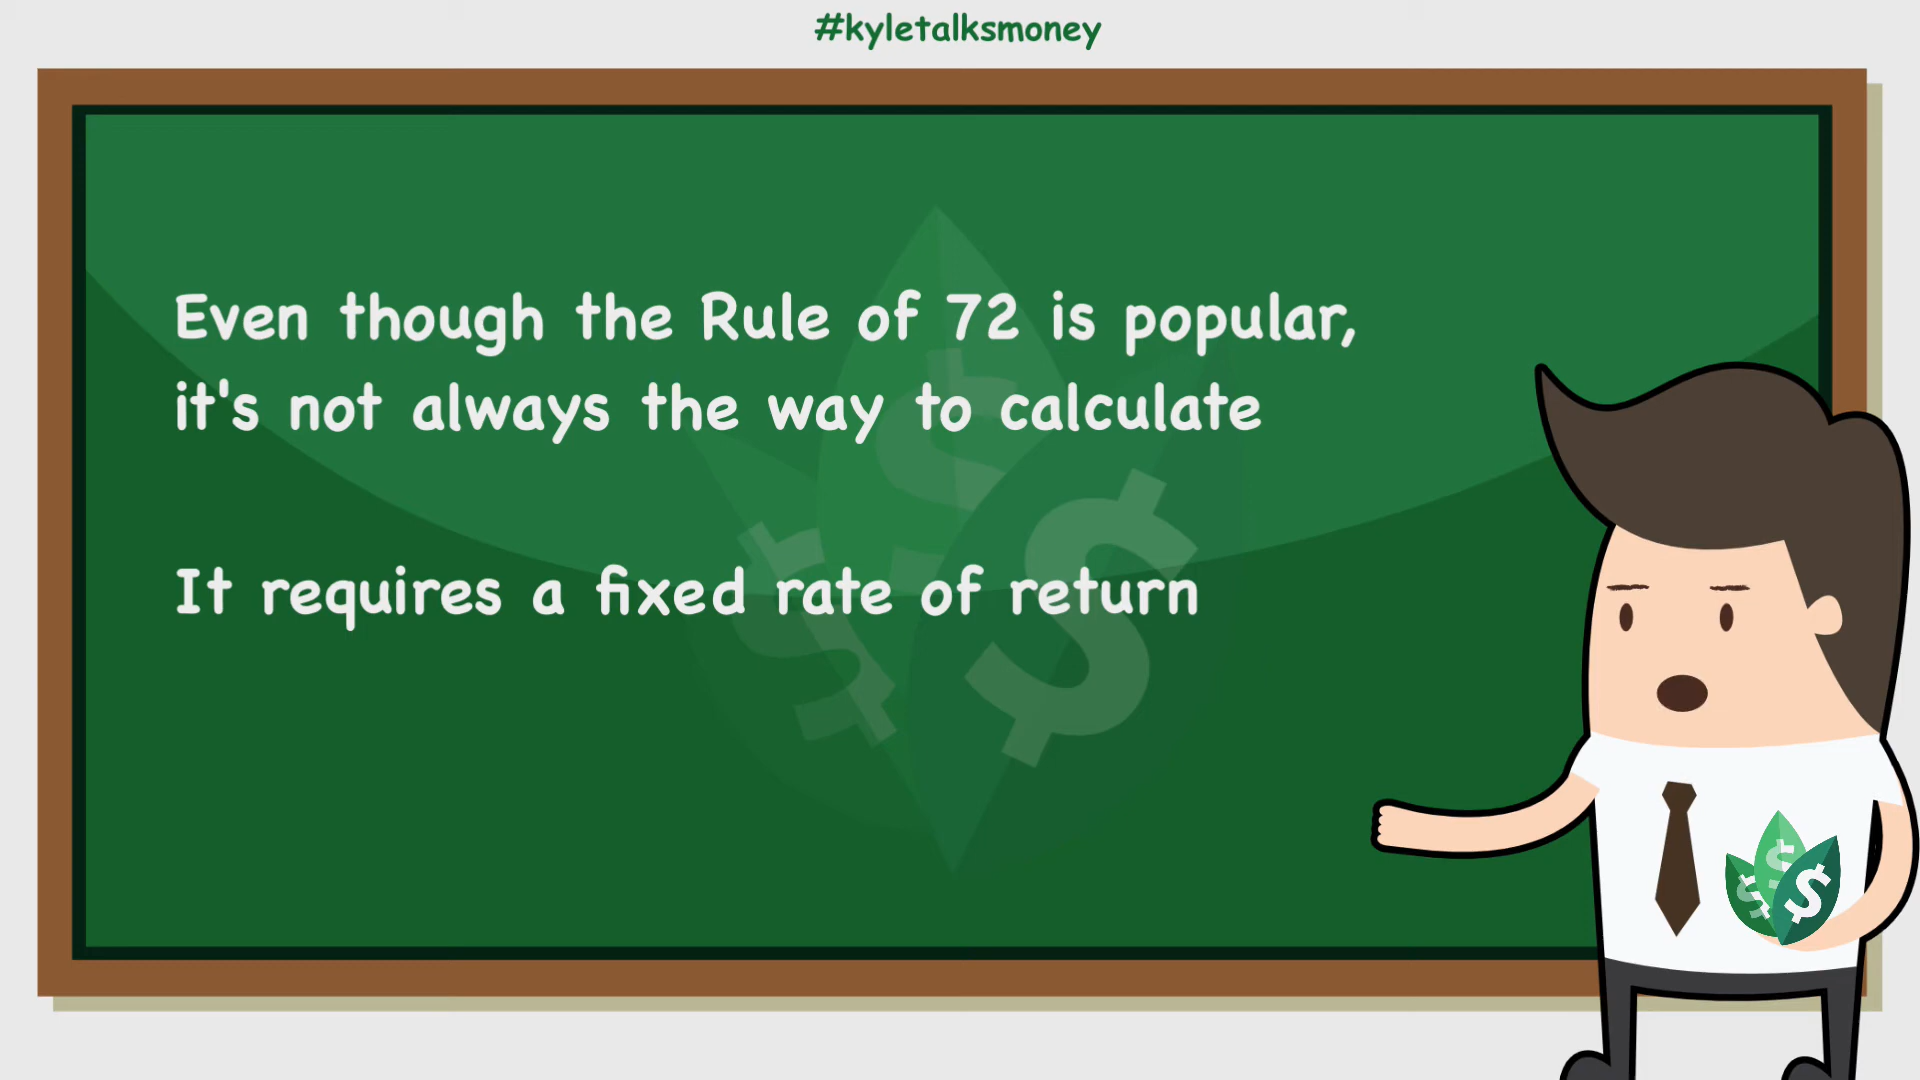 #kyletalksmoney
Even though the Rule of 72 is popular,
it's not always the way to calculate
It requires a fixed rate of return